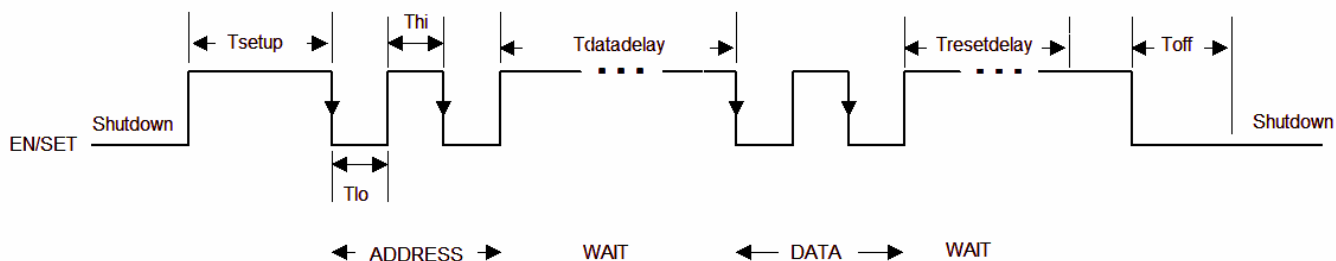 Thi
Tsetup
Tdatadelay
Tresetdelay
Toff
Shutdown
Shutdown
EN/SET
Tlo
ADDRESS
WAIT
DATA
WAIT